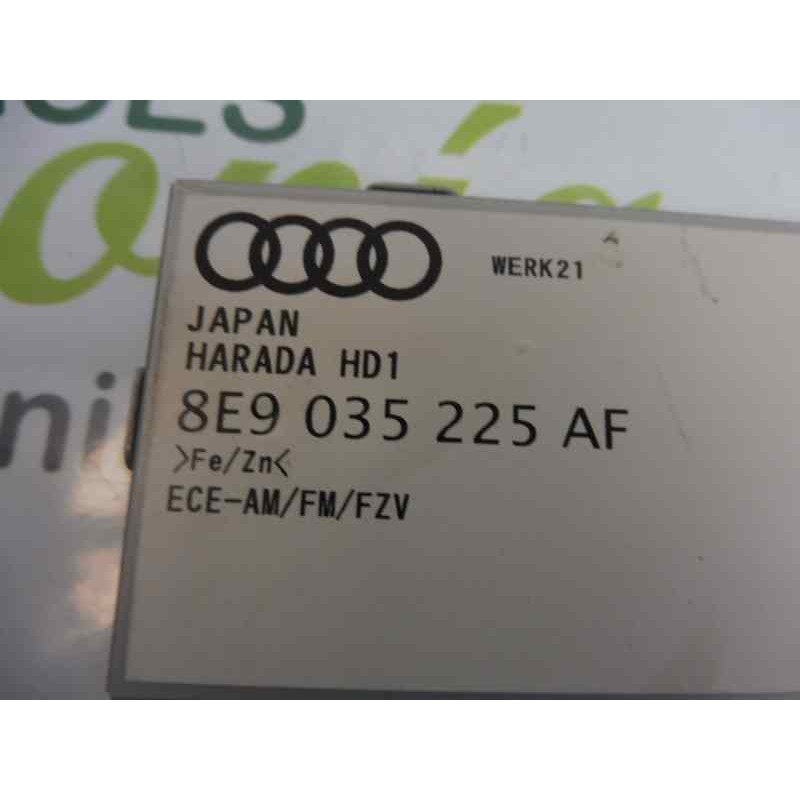 WERK21
JAPAN
HARADA HD1
8E9 035 225 AF
>Fe/Zn<
ECE-AM/FM/FZV